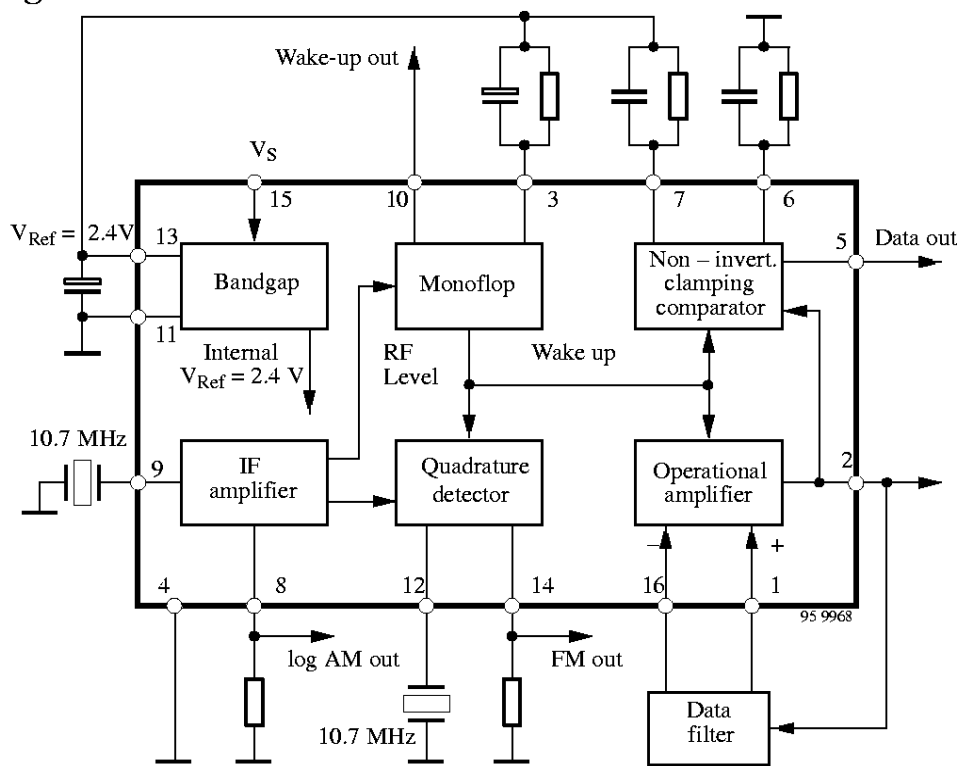 Wake-up out
V_S
15
10
3
7
6
V_Ref = 2.4V
13
5
Data out
Bandgap
Monoflop
Non – invert.
clamping
comparator
11
Internal
V_Ref = 2.4 V
RF
Level
Wake up
10.7 MHz
9
IF
amplifier
Quadrature
detector
Operational
amplifier
2
–
+
4
8
12
14
16
1
95 9968
log AM out
FM out
10.7 MHz
Data
filter